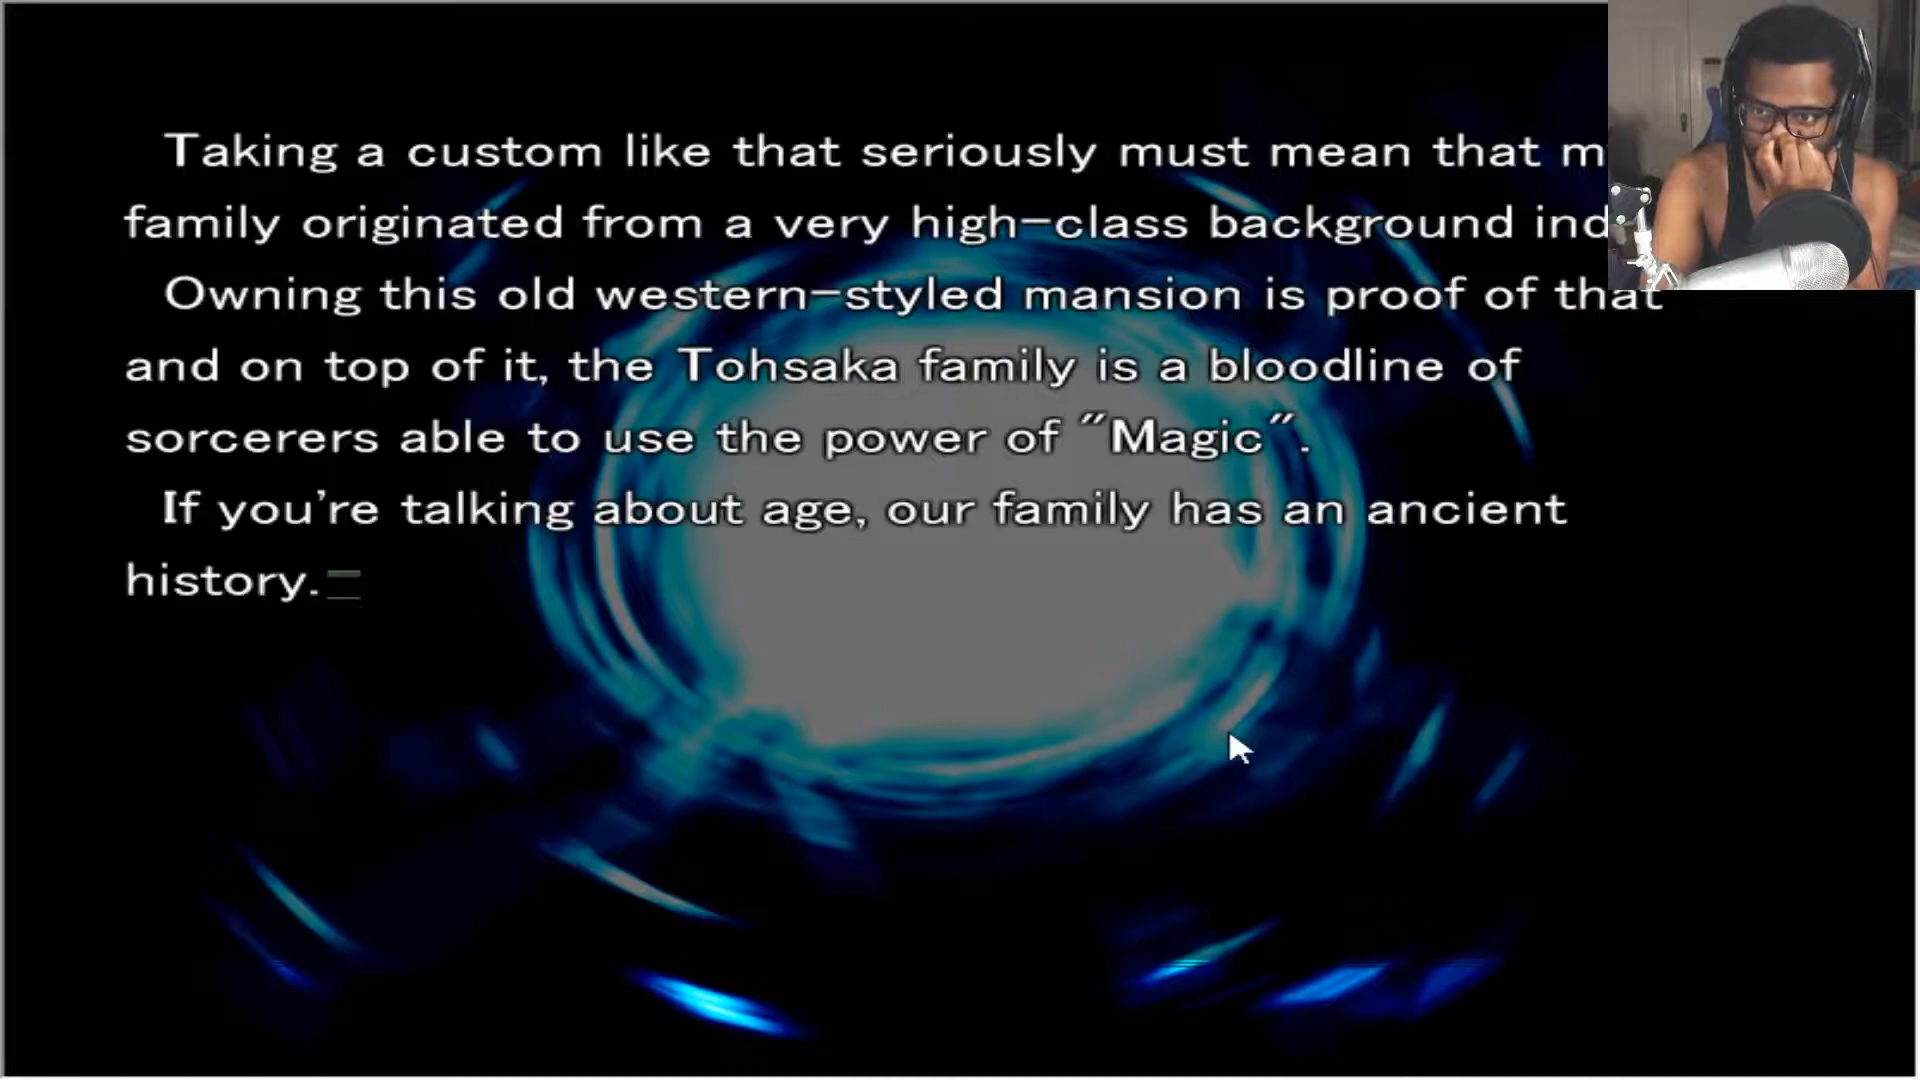 Taking a custom like that seriously must mean that
family originated from a very high-class background
Owning this old western-styled mansion is proof of that
and on top of it, the Tohsaka family is a bloodline of
sorcerers able to use the power of "Magic".
If you're talking about age, our family has an ancient
history.